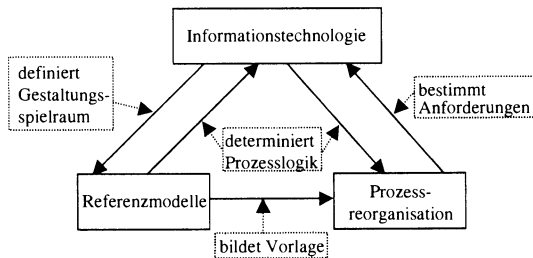 Informationstechnologie
definiert
Gestaltungs-
spielraum
bestimmt
Anforderungen
determiniert
Prozesslogik
Referenzmodelle
Prozess-
reorganisation
bildet Vorlage